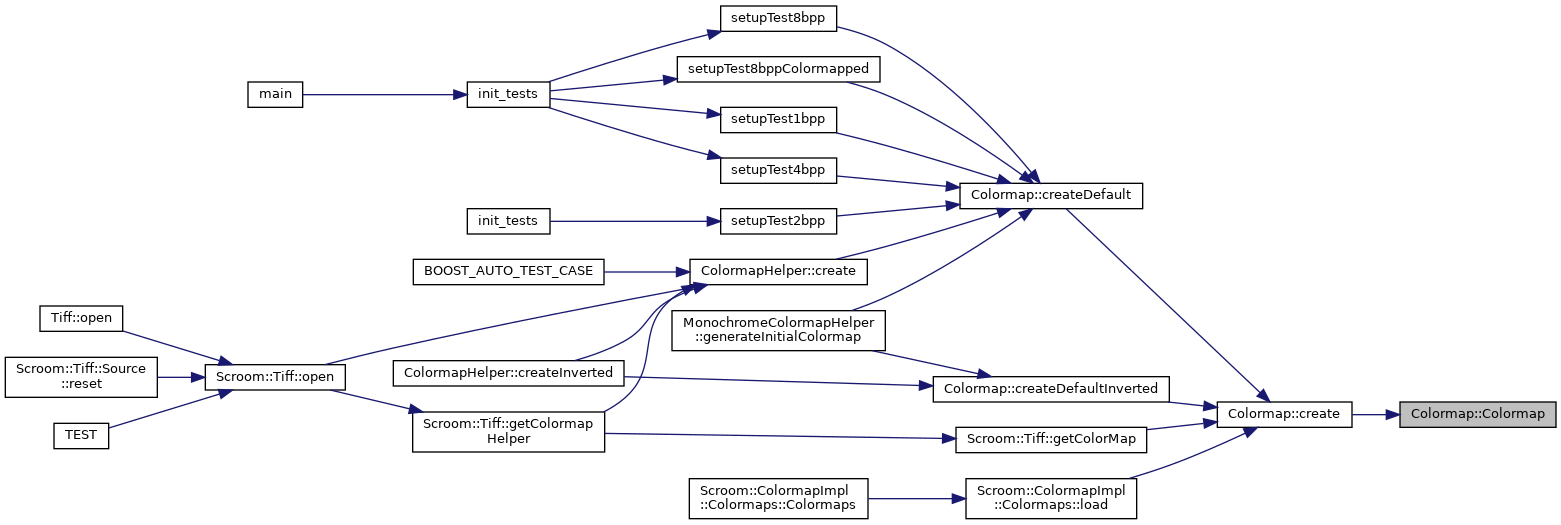 setupTest8bpp
setupTest8bppColormapped
main
init_tests
setupTest1bpp
setupTest4bpp
Colormap::createDefault
init_tests
setupTest2bpp
BOOST_AUTO_TEST_CASE
ColormapHelper::create
Tiff::open
MonochromeColormapHelper
::generateInitialColormap
Scroom::Tiff::Source
::reset
Scroom::Tiff::open
ColormapHelper::createInverted
Colormap::createDefaultInverted
TEST
Scroom::Tiff::getColormap
Helper
Scroom::Tiff::getColorMap
Colormap::create
Colormap::Colormap
Scroom::ColormapImpl
::Colormaps::Colormaps
Scroom::ColormapImpl
::Colormaps::load